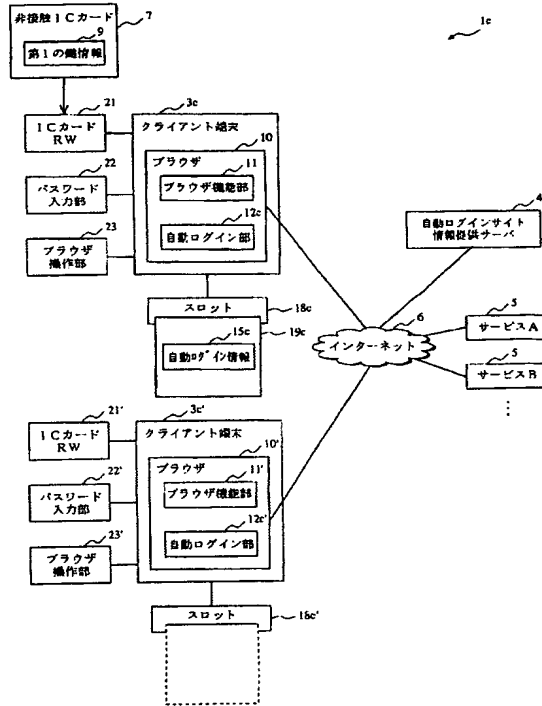 非接触ICカード
7
9
第1の鍵情報
1c
21
ICカード
RW
3c
クライアント端末
10
ブラウザ
11
ブラウザ機能部
12c
自動ログイン部
22
パスワード
入力部
23
ブラウザ
操作部
4
自動ログインサイト
情報提供サーバ
スロット
18c
19c
15c
自動ログイン情報
6
インターネット
5
サービスA
5
サービスB
⋮
21'
ICカード
RW
3c'
クライアント端末
10'
ブラウザ
11'
ブラウザ機能部
12c'
自動ログイン部
22'
パスワード
入力部
23'
ブラウザ
操作部
スロット
18c'